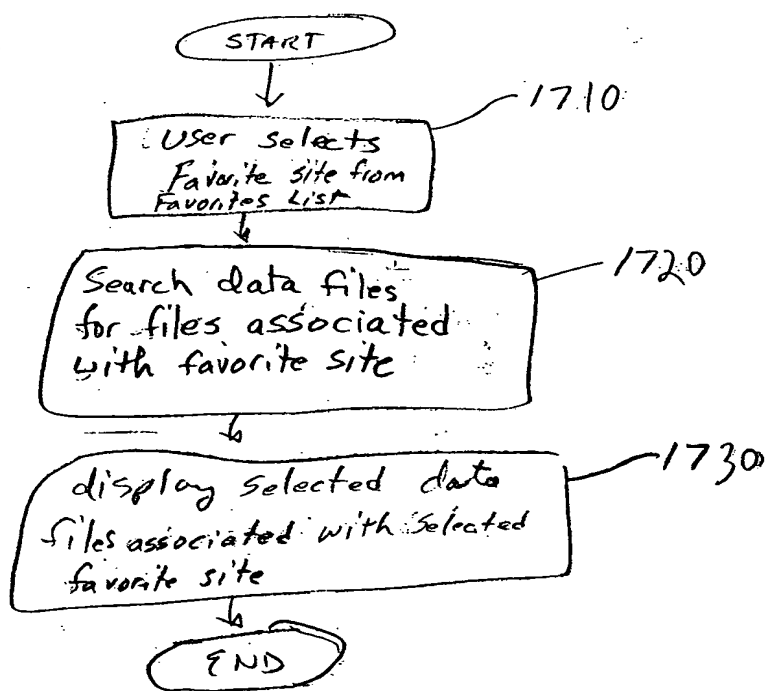 START
1710
User selects
Favorite site from
Favorites List
1720
Search data files
for files associated
with favorite site
1730
display selected data
files associated with selected
favorite site
END